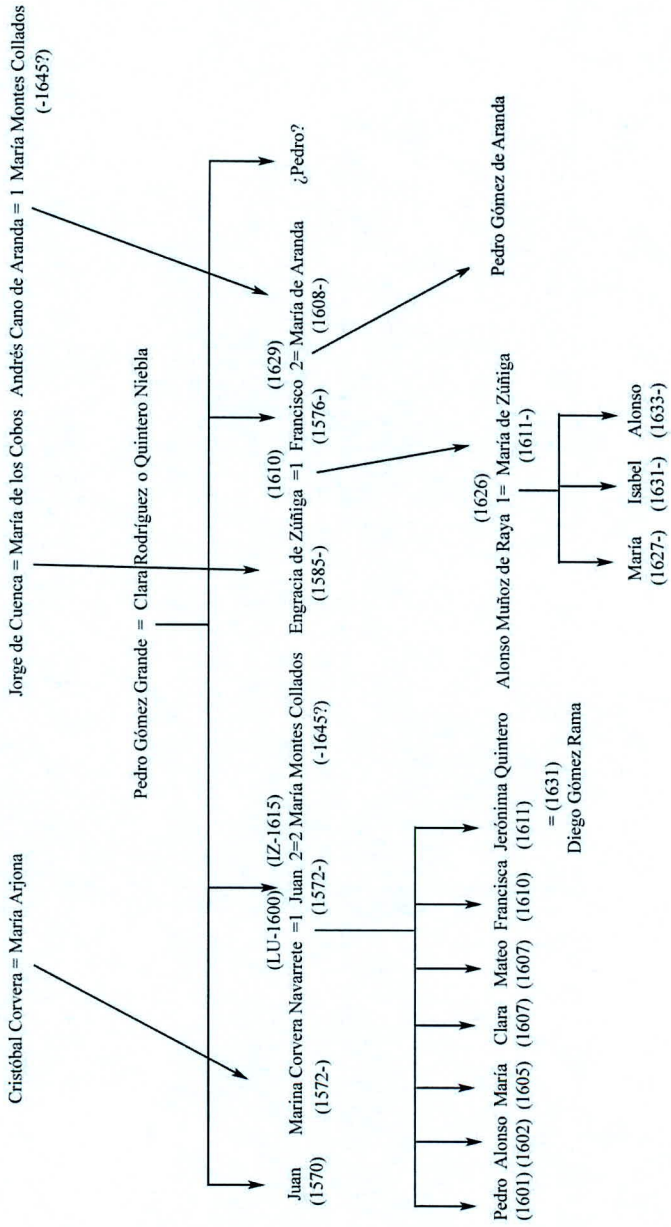 Jorge de Cuenca = María de los Cobos Andrés Cano de Aranda = 1 María Montes Collados
(-1645?)
Cristóbal Corvera = María Arjona
Pedro Gómez Grande = Clara Rodríguez o Quintero Niebla
(LU-1600) (IZ-1615) (1610) (1629)
Juan Marina Corvera Navarrete =1 Juan 2=2 María Montes Collados Engracia de Zúñiga =1 Francisco 2= María de Aranda ¿Pedro?
(1570) (1572-) (1572-) (-1645?) (1585-) (1576-) (1608-)
(1626)
Pedro Alonso María Clara Mateo Francisca Jerónima Quintero Alonso Muñoz de Raya 1= María de Zúñiga Pedro Gómez de Aranda
(1601) (1602) (1605) (1607) (1607) (1610) (1611) (1611-)
= (1631)
Diego Gómez Rama
María Isabel Alonso
(1627-) (1631-) (1633-)